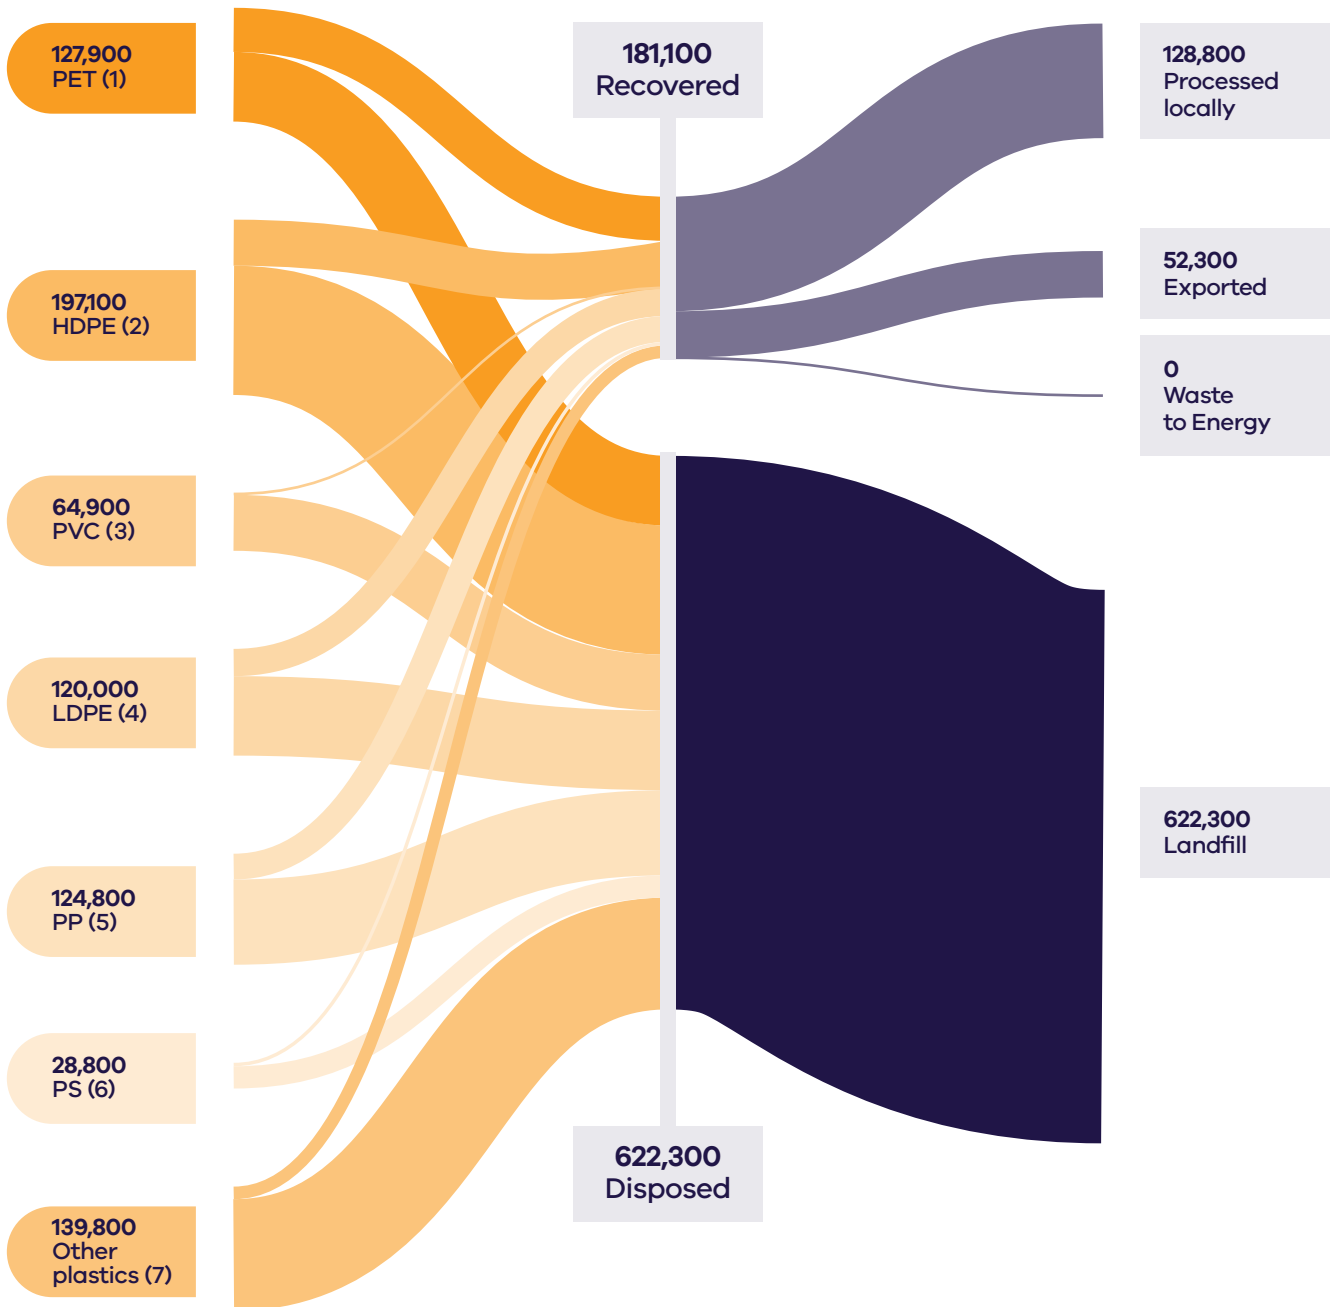 127,900
PET (1)
197,100
HDPE (2)
64,900
PVC (3)
120,000
LDPE (4)
124,800
PP (5)
28,800
PS (6)
139,800
Other
plastics (7)
181,100
Recovered
622,300
Disposed
128,800
Processed
locally
52,300
Exported
0
Waste
to Energy
622,300
Landfill